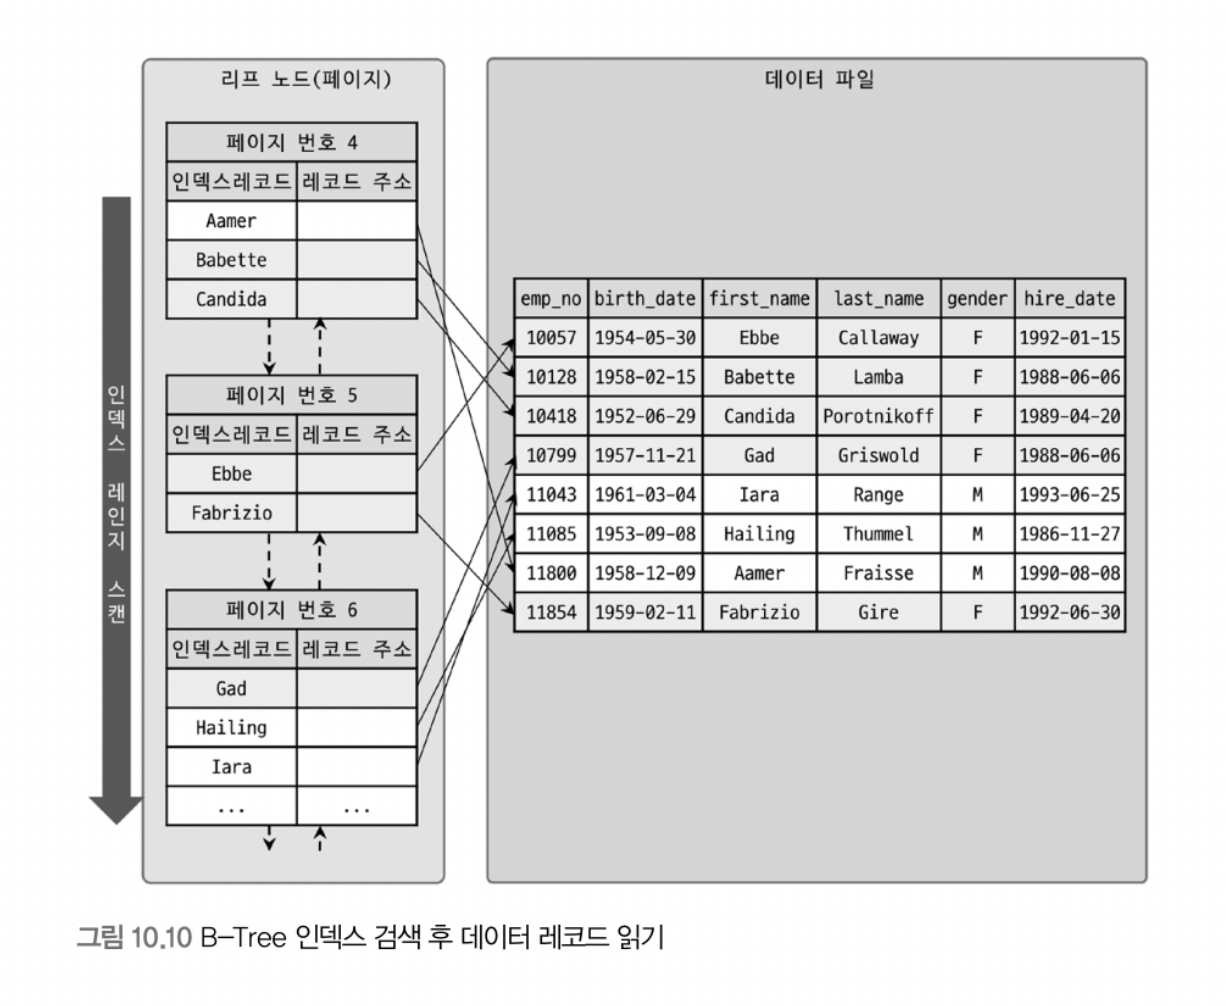 리프 노드(페이지)
페이지 번호 4
인덱스레코드 레코드 주소
Aamer
Babette
Candida
페이지 번호 5
인덱스레코드 레코드 주소
Ebbe
Fabrizio
페이지 번호 6
인덱스레코드 레코드 주소
Gad
Hailing
Iara
... ...
인덱스 레인지 스캔
데이터 파일
emp_no birth_date first_name last_name gender hire_date
10057 1954-05-30 Ebbe Callaway F 1992-01-15
10128 1958-02-15 Babette Lamba F 1988-06-06
10418 1952-06-29 Candida Porotnikoff F 1989-04-20
10799 1957-11-21 Gad Griswold F 1988-06-06
11043 1961-03-04 Iara Range M 1993-06-25
11085 1953-09-08 Hailing Thummel M 1986-11-27
11800 1958-12-09 Aamer Fraisse M 1990-08-08
11854 1959-02-11 Fabrizio Gire F 1992-06-30
그림 10.10 B-Tree 인덱스 검색 후 데이터 레코드 읽기